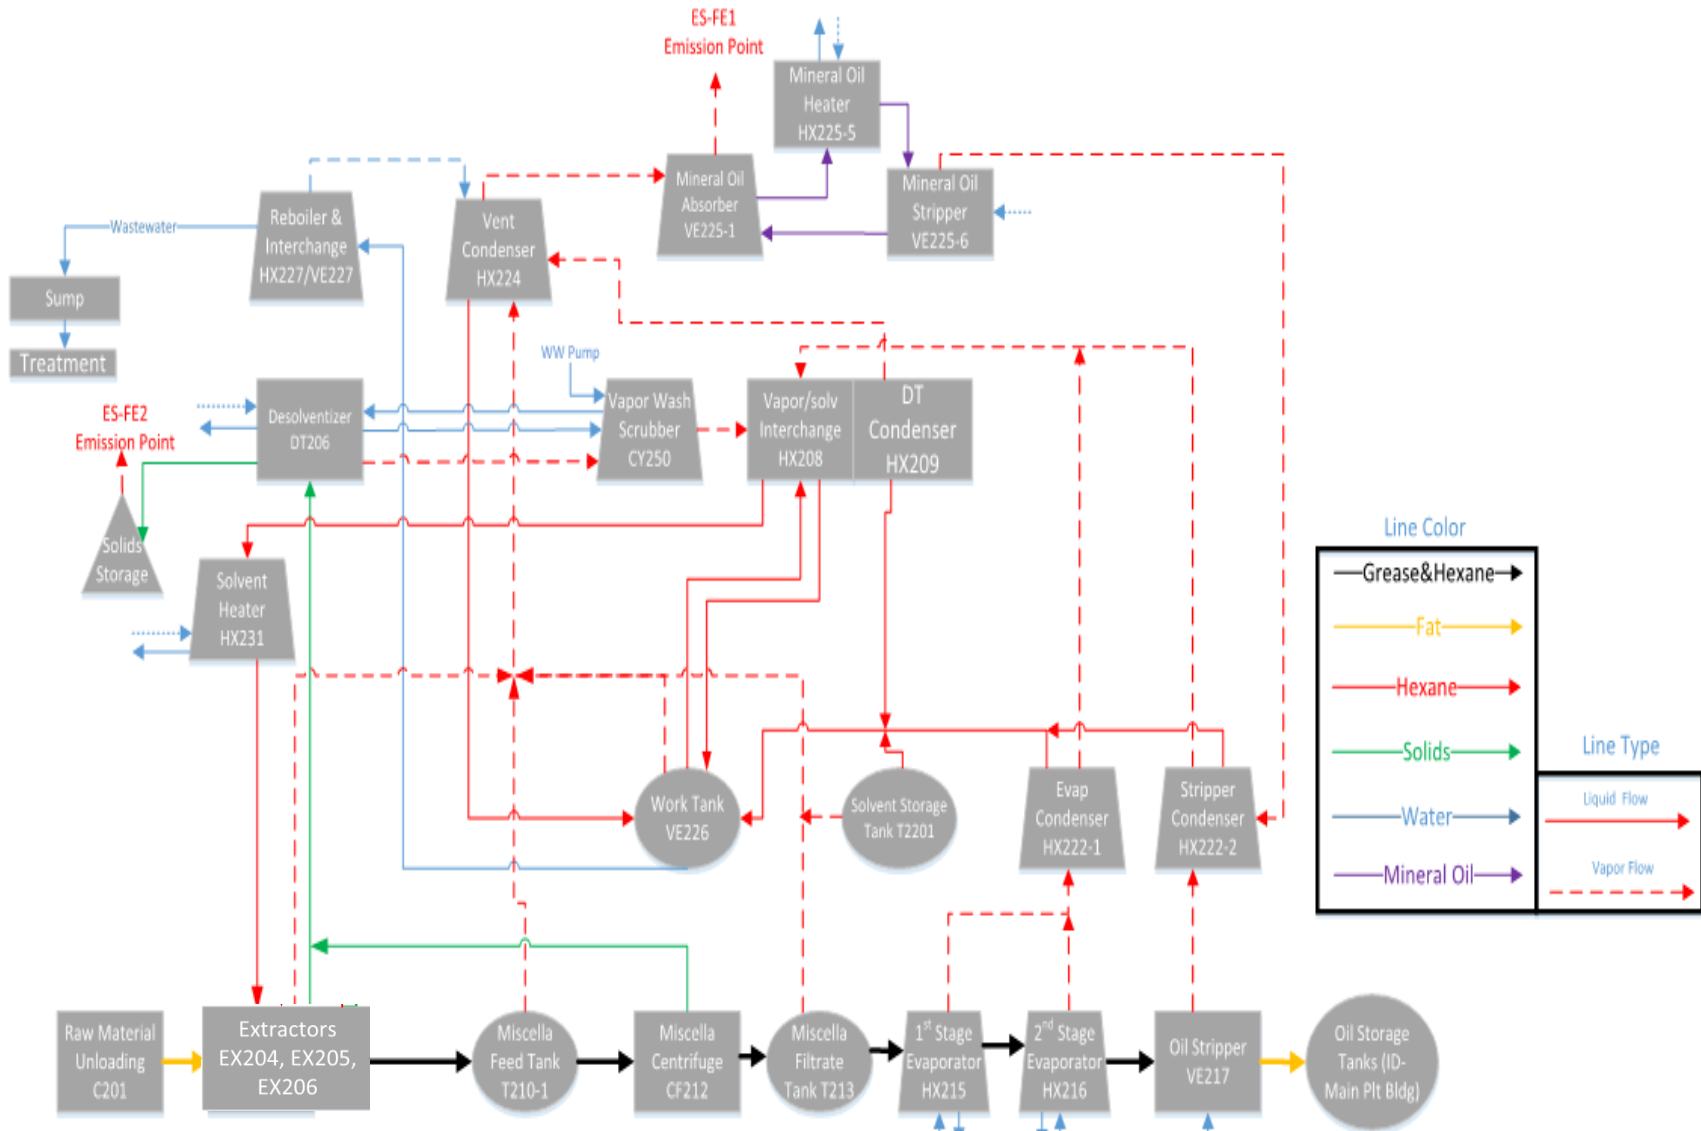 ES-FE1
Emission Point
Mineral Oil
Heater
HX225-5
Mineral Oil
Absorber
VE225-1
Mineral Oil
Stripper
VE225-6
Reboiler &
Interchange
HX227/VE227
Vent
Condenser
HX224
Wastewater
Sump
Treatment
WW Pump
ES-FE2
Emission Point
Desolventizer
DT206
Vapor Wash
Scrubber
CY250
Vapor/solv
Interchange
HX208
DT
Condenser
HX209
Solids
Storage
Solvent
Heater
HX231
Work Tank
VE226
Solvent Storage
Tank T2201
Evap
Condenser
HX222-1
Stripper
Condenser
HX222-2
Raw Material
Unloading
C201
Extractors
EX204, EX205,
EX206
Miscella
Feed Tank
T210-1
Miscella
Centrifuge
CF212
Miscella
Filtrate
Tank T213
1st Stage
Evaporator
HX215
2nd Stage
Evaporator
HX216
Oil Stripper
VE217
Oil Storage
Tanks (ID-
Main Plt Bldg)
Line Color
Grease&Hexane
Fat
Hexane
Solids
Water
Mineral Oil
Line Type
Liquid Flow
Vapor Flow